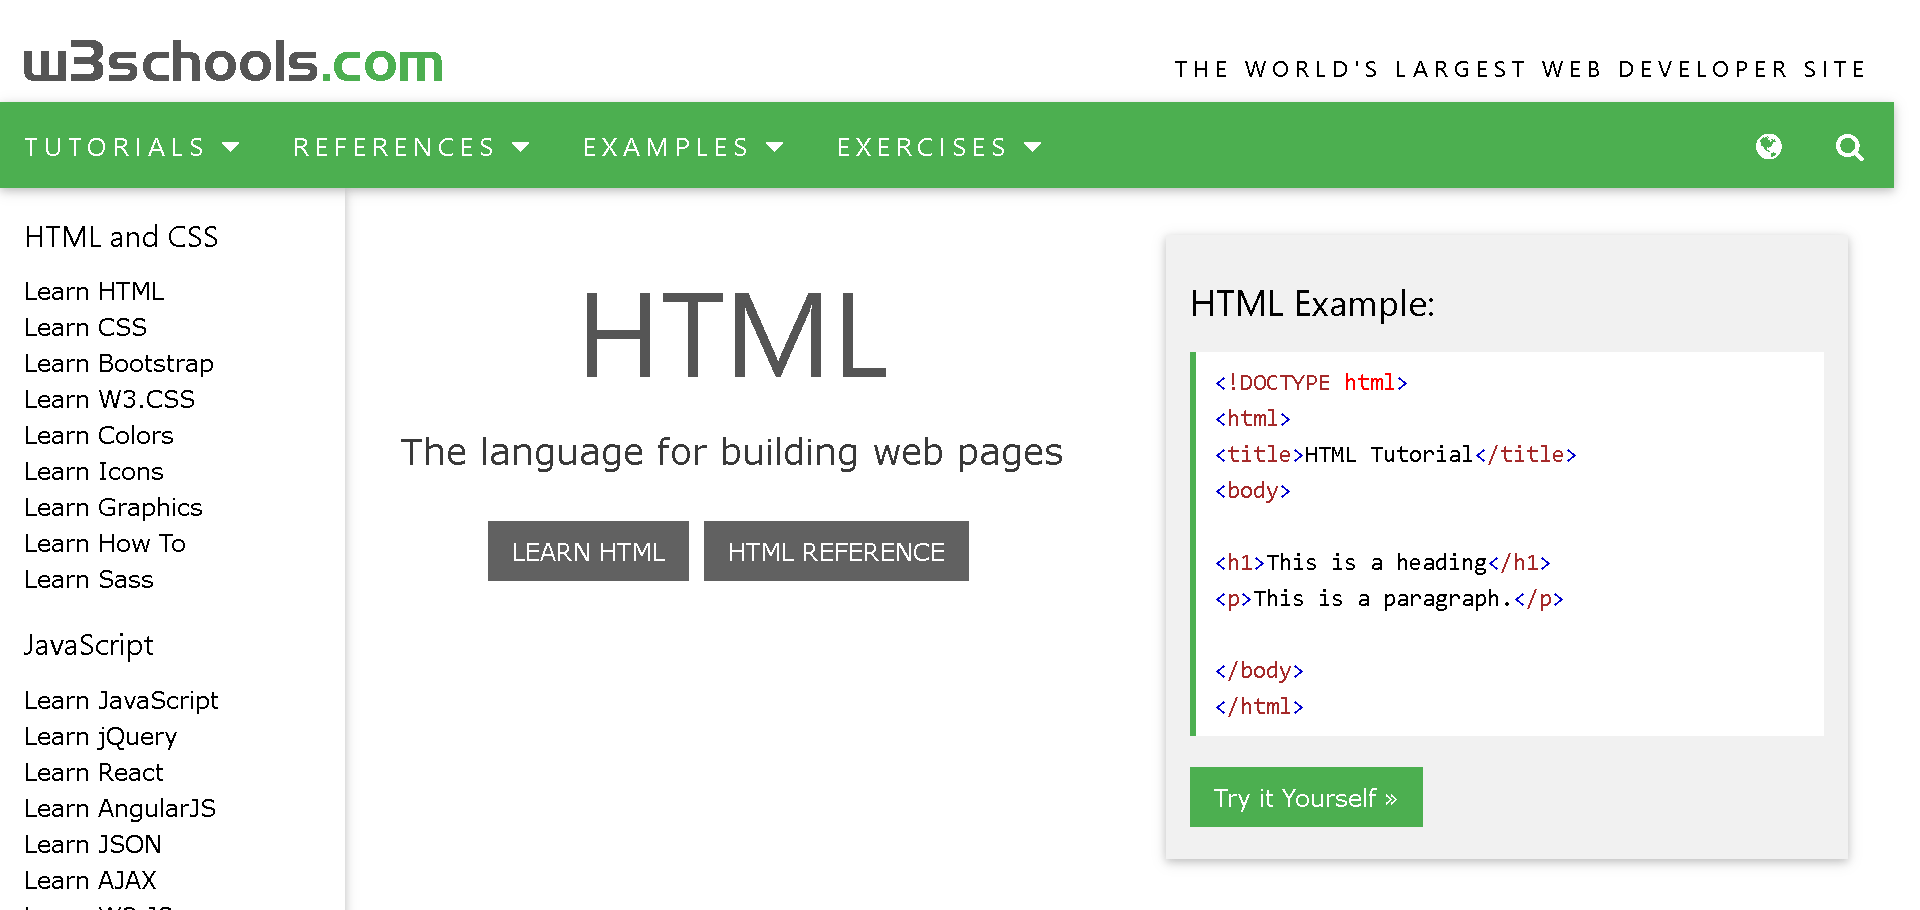 w3schools.com
THE WORLD'S LARGEST WEB DEVELOPER SITE
TUTORIALS REFERENCES EXAMPLES EXERCISES
HTML and CSS
Learn HTML
Learn CSS
Learn Bootstrap
Learn W3.CSS
Learn Colors
Learn Icons
Learn Graphics
Learn How To
Learn Sass
JavaScript
Learn JavaScript
Learn jQuery
Learn React
Learn AngularJS
Learn JSON
Learn AJAX
HTML
The language for building web pages
LEARN HTML HTML REFERENCE
HTML Example:
<!DOCTYPE html>
<html>
<title>HTML Tutorial</title>
<body>
<h1>This is a heading</h1>
<p>This is a paragraph.</p>
</body>
</html>
Try it Yourself »